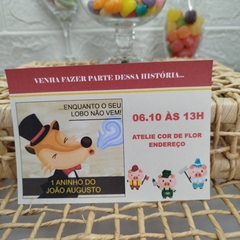 VENHA FAZER PARTE DESSA HISTÓRIA...
...ENQUANTO O SEU
LOBO NÃO VEM!
1 ANINHO DO
JOÃO AUGUSTO
06.10 ÀS 13H
ATELIE COR DE FLOR
ENDEREÇO